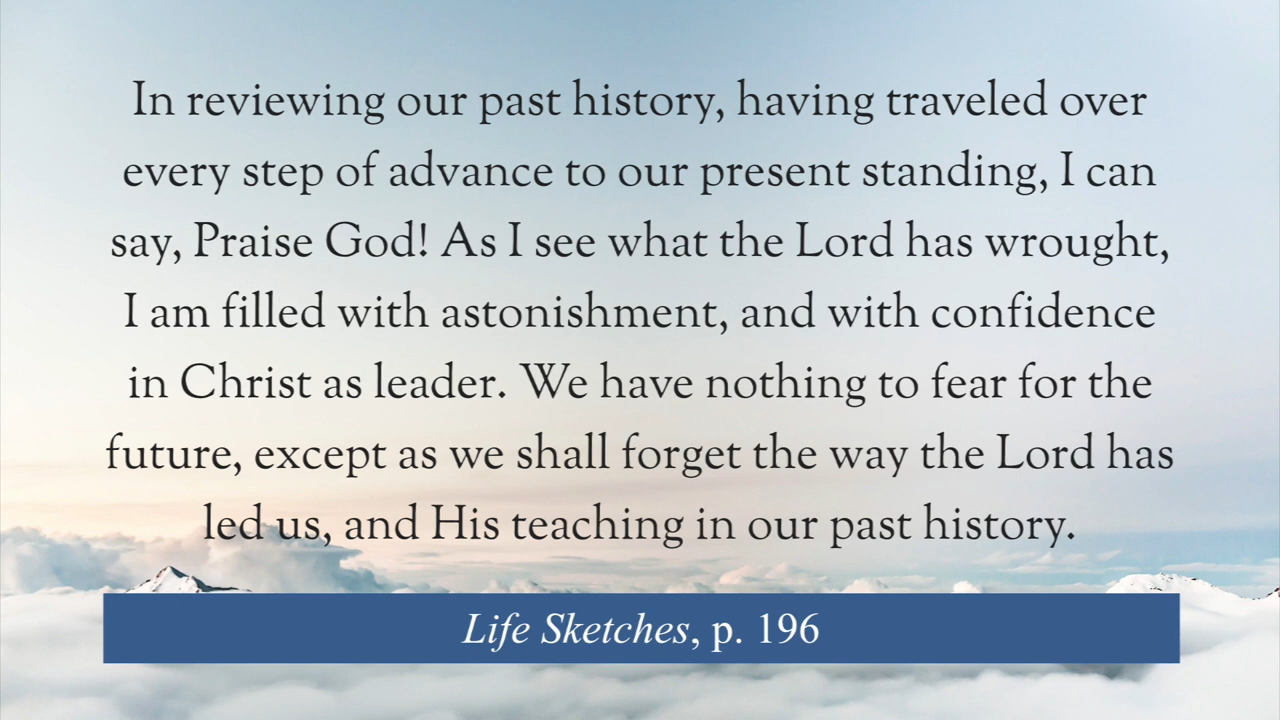 In reviewing our past history, having traveled over
every step of advance to our present standing, I can
say, Praise God! As I see what the Lord has wrought,
I am filled with astonishment, and with confidence
in Christ as leader. We have nothing to fear for the
future, except as we shall forget the way the Lord has
led us, and His teaching in our past history.
Life Sketches, p. 196